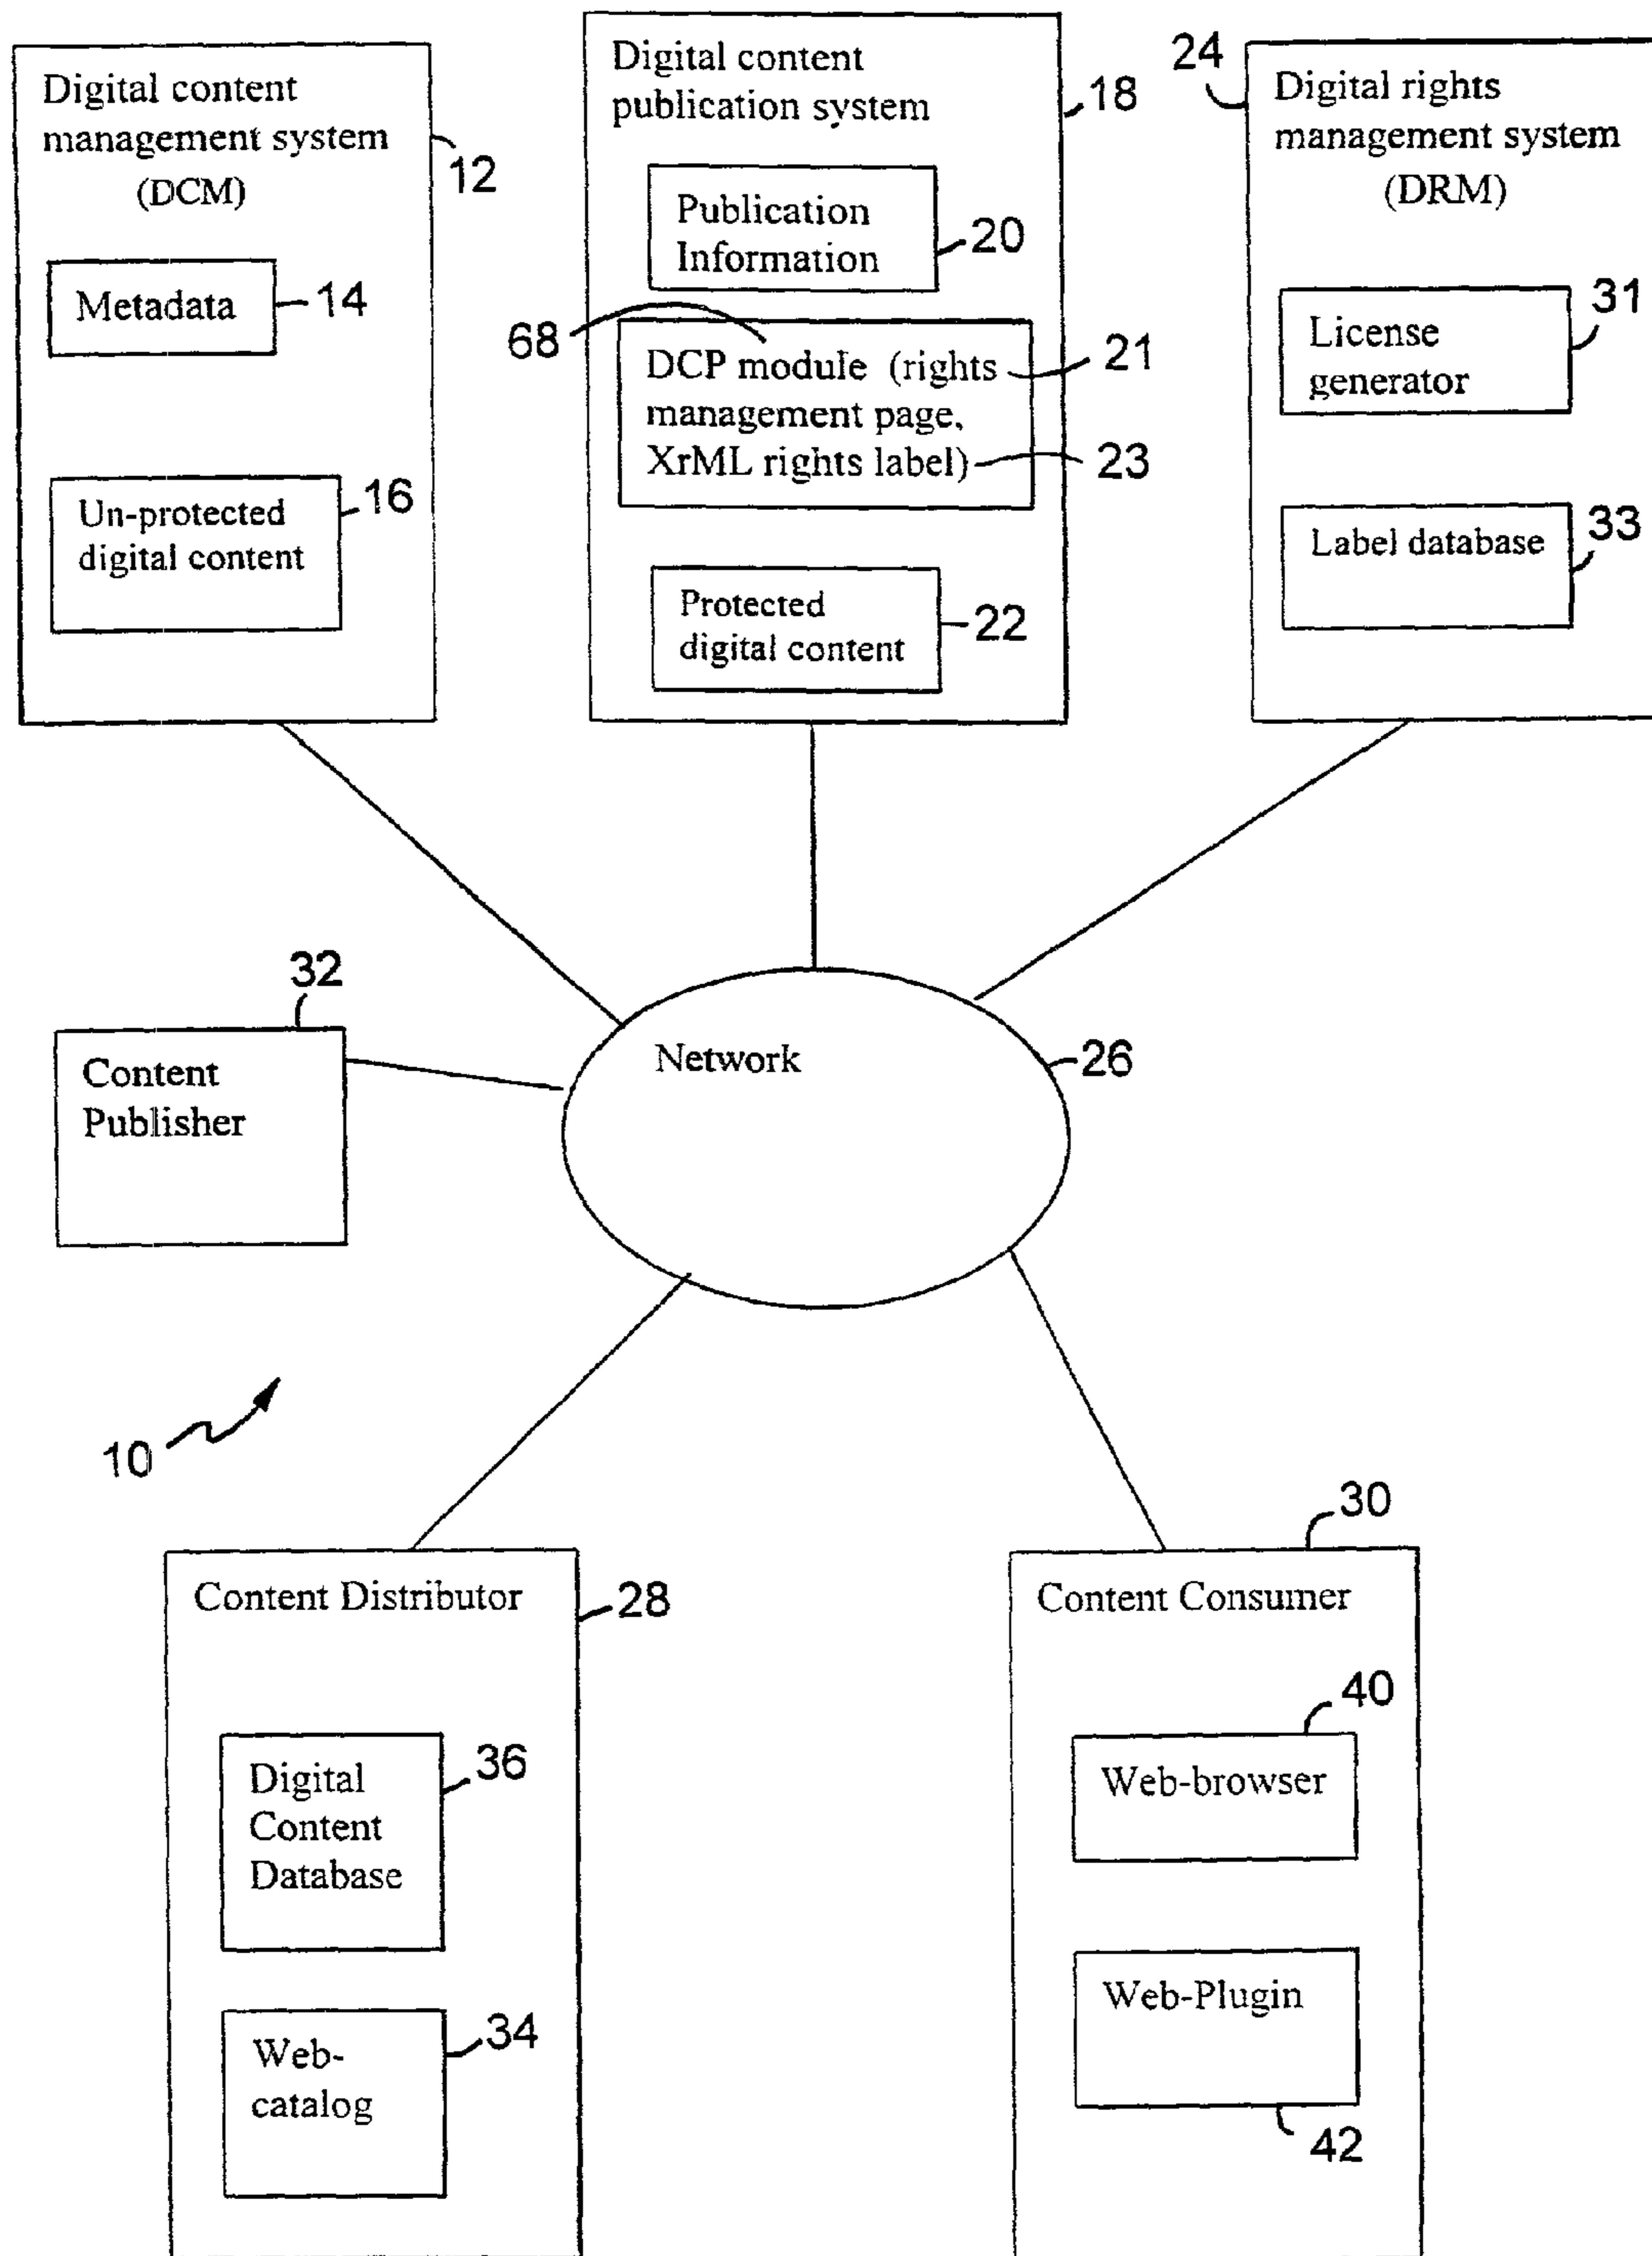 Digital content
management system
(DCM)
12
Metadata
14
Un-protected
digital content
16
Digital content
publication system
18
Publication
Information
20
68
DCP module (rights
management page,
XrML rights label)
21
23
Protected
digital content
22
24
Digital rights
management system
(DRM)
License
generator
31
Label database
33
32
Content
Publisher
Network
26
10
Content Distributor
28
Digital
Content
Database
36
Web-
catalog
34
30
Content Consumer
40
Web-browser
Web-Plugin
42